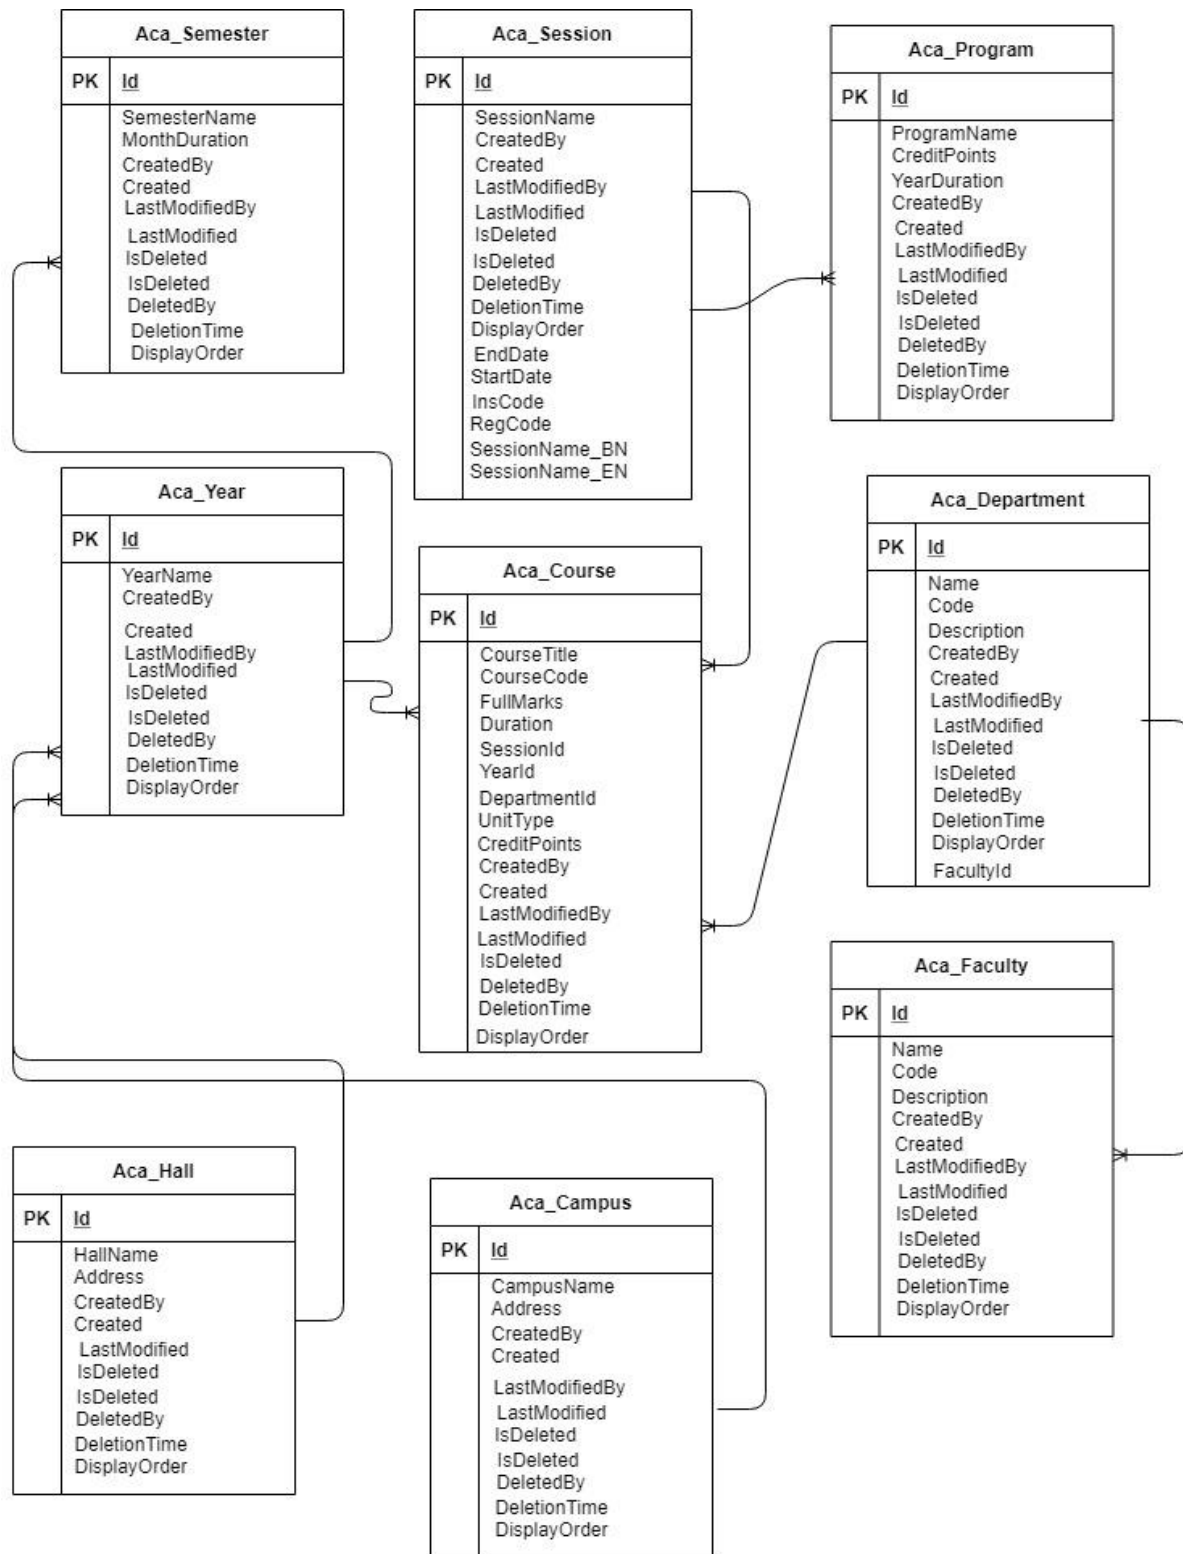 Aca_Semester
PK Id
SemesterName
MonthDuration
CreatedBy
Created
LastModifiedBy
LastModified
IsDeleted
IsDeleted
DeletedBy
DeletionTime
DisplayOrder
Aca_Session
PK Id
SessionName
CreatedBy
Created
LastModifiedBy
LastModified
IsDeleted
IsDeleted
DeletedBy
DeletionTime
DisplayOrder
EndDate
StartDate
InsCode
RegCode
SessionName_BN
SessionName_EN
Aca_Program
PK Id
ProgramName
CreditPoints
YearDuration
CreatedBy
Created
LastModifiedBy
LastModified
IsDeleted
IsDeleted
DeletedBy
DeletionTime
DisplayOrder
Aca_Year
PK Id
YearName
CreatedBy
Created
LastModifiedBy
LastModified
IsDeleted
IsDeleted
DeletedBy
DeletionTime
DisplayOrder
Aca_Course
PK Id
CourseTitle
CourseCode
FullMarks
Duration
SessionId
YearId
DepartmentId
UnitType
CreditPoints
CreatedBy
Created
LastModifiedBy
LastModified
IsDeleted
DeletedBy
DeletionTime
DisplayOrder
Aca_Department
PK Id
Name
Code
Description
CreatedBy
Created
LastModifiedBy
LastModified
IsDeleted
IsDeleted
DeletedBy
DeletionTime
DisplayOrder
FacultyId
Aca_Faculty
PK Id
Name
Code
Description
CreatedBy
Created
LastModifiedBy
LastModified
IsDeleted
IsDeleted
DeletedBy
DeletionTime
DisplayOrder
Aca_Hall
PK Id
HallName
Address
CreatedBy
Created
LastModified
IsDeleted
IsDeleted
DeletedBy
DeletionTime
DisplayOrder
Aca_Campus
PK Id
CampusName
Address
CreatedBy
Created
LastModifiedBy
LastModified
IsDeleted
IsDeleted
DeletedBy
DeletionTime
DisplayOrder